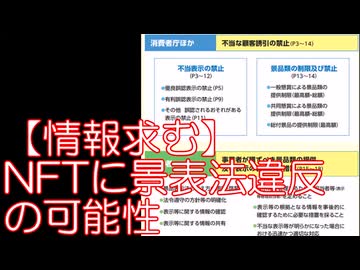 消費者庁ほか
不当な顧客誘引の禁止(P3~14)
不当表示の禁止
(P3~12)
●優良誤認表示の禁止(P5)
●有利誤認表示の禁止(P9)
●その他 誤認されるおそれがある
表示の禁止(P11)
景品類の制限及び禁止
(P13~14)
●一般懸賞による景品類の
提供制限(最高額・総額)
●共同懸賞による景品類の
提供制限(最高額・総額)
●総付景品の提供制限(最高額)
【情報求む】
NFTに景表法違反
の可能性
事業者が
景品類の提供
●法令遵守の方針等の明確化
●表示等に関する情報の確認
●表示等に関する情報の共有
●表示等の根拠となる情報を事後的に
確認するために必要な措置を採ること
●不当な表示等が明らかになった場合に
おける迅速かつ適切な対応